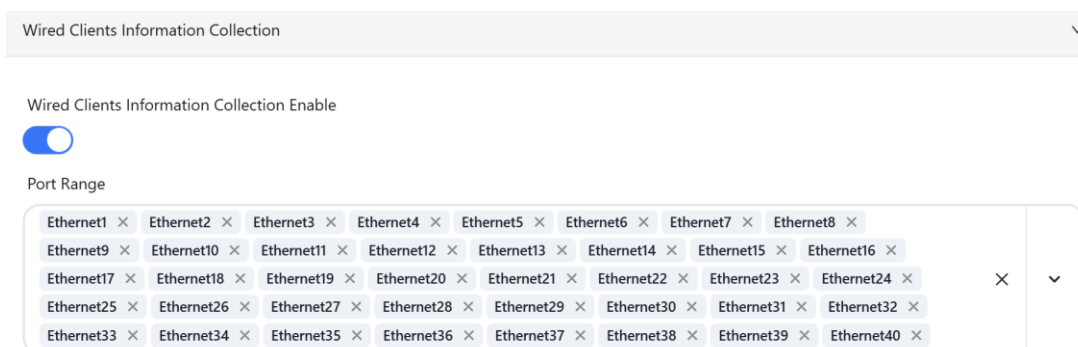 Wired Clients Information Collection
Wired Clients Information Collection Enable
Port Range
Ethernet1 × Ethernet2 × Ethernet3 × Ethernet4 × Ethernet5 × Ethernet6 × Ethernet7 × Ethernet8 ×
Ethernet9 × Ethernet10 × Ethernet11 × Ethernet12 × Ethernet13 × Ethernet14 × Ethernet15 × Ethernet16 ×
Ethernet17 × Ethernet18 × Ethernet19 × Ethernet20 × Ethernet21 × Ethernet22 × Ethernet23 × Ethernet24 ×
Ethernet25 × Ethernet26 × Ethernet27 × Ethernet28 × Ethernet29 × Ethernet30 × Ethernet31 × Ethernet32 ×
Ethernet33 × Ethernet34 × Ethernet35 × Ethernet36 × Ethernet37 × Ethernet38 × Ethernet39 × Ethernet40 ×